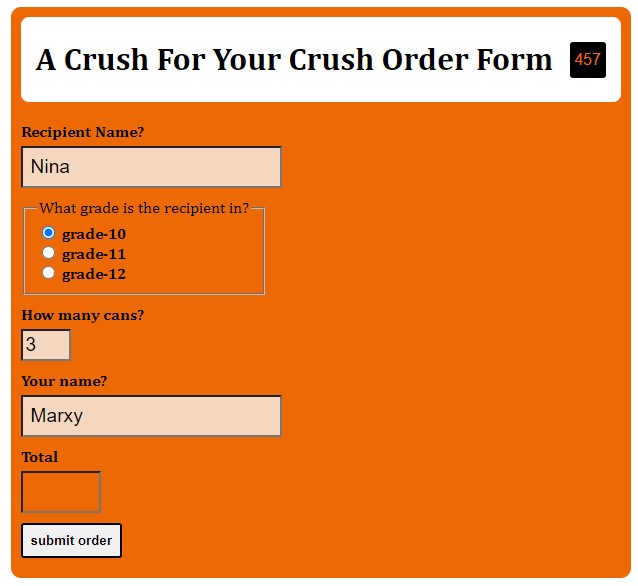 A Crush For Your Crush Order Form 457
Recipient Name?
Nina
What grade is the recipient in?
grade-10
grade-11
grade-12
How many cans?
3
Your name?
Marxy
Total
submit order